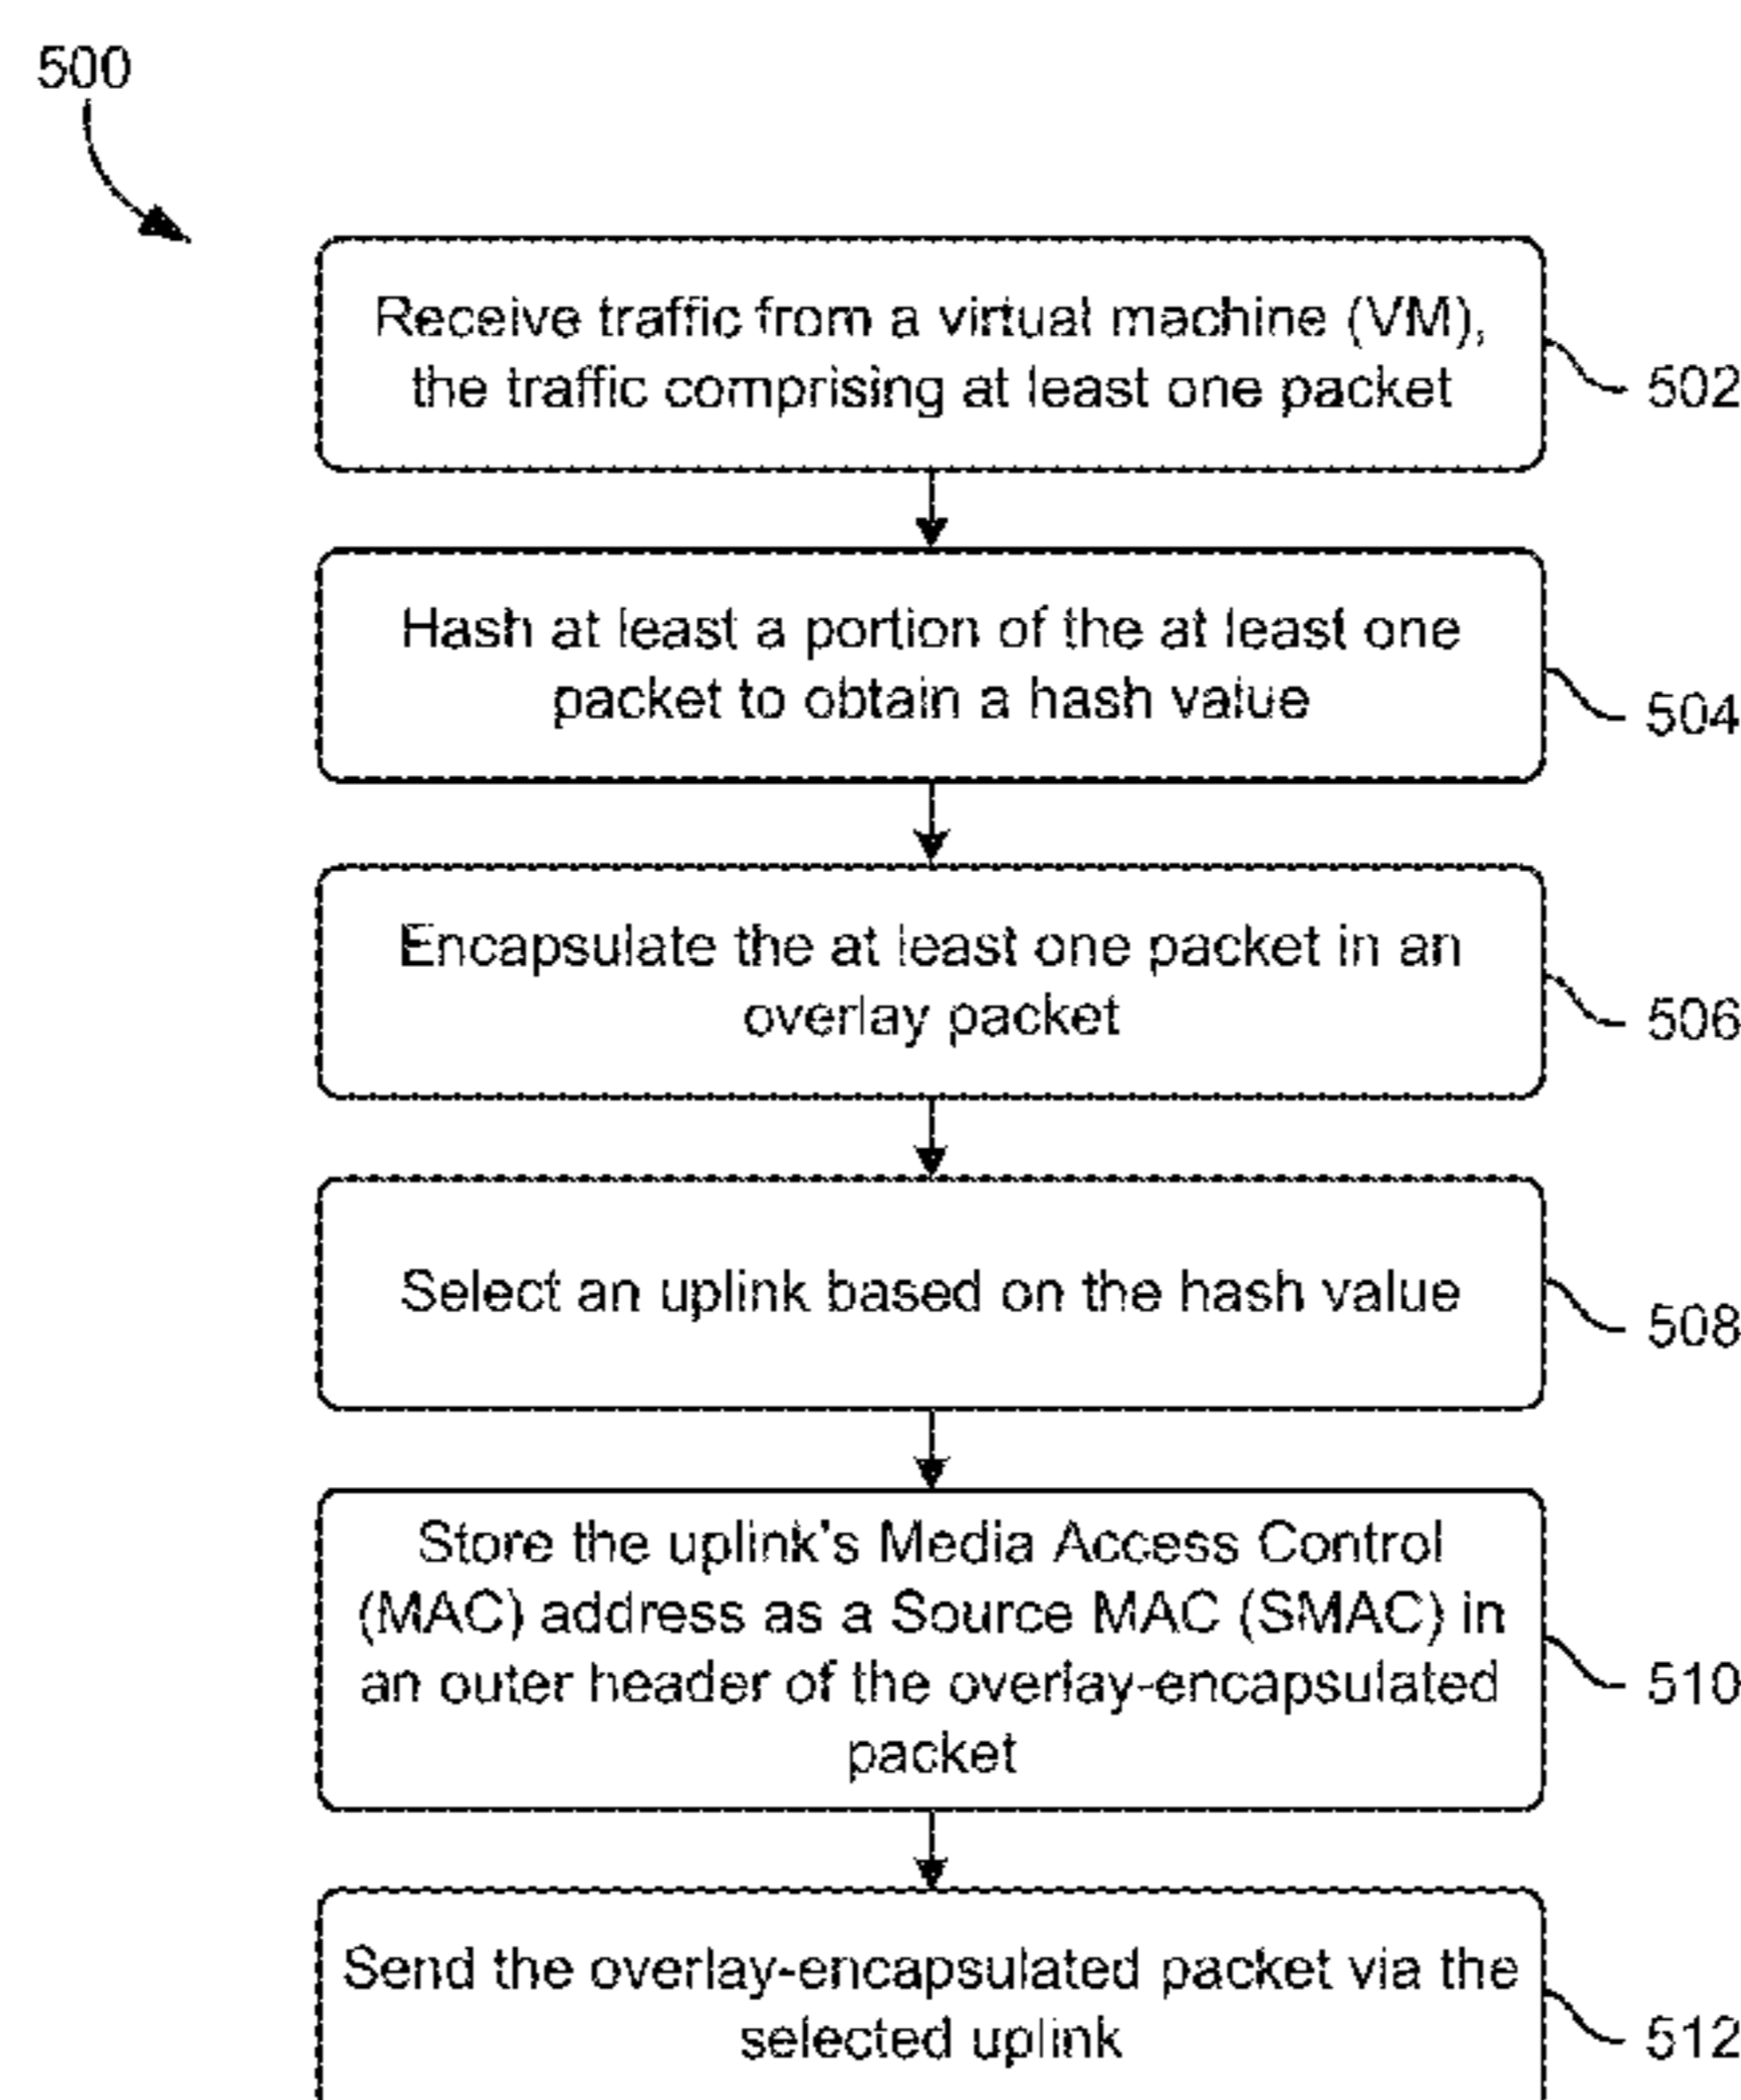 500
Receive traffic from a virtual machine (VM),
the traffic comprising at least one packet
502
Hash at least a portion of the at least one
packet to obtain a hash value
504
Encapsulate the at least one packet in an
overlay packet
506
Select an uplink based on the hash value
508
Store the uplink's Media Access Control
(MAC) address as a Source MAC (SMAC) in
an outer header of the overlay-encapsulated
packet
510
Send the overlay-encapsulated packet via the
selected uplink
512